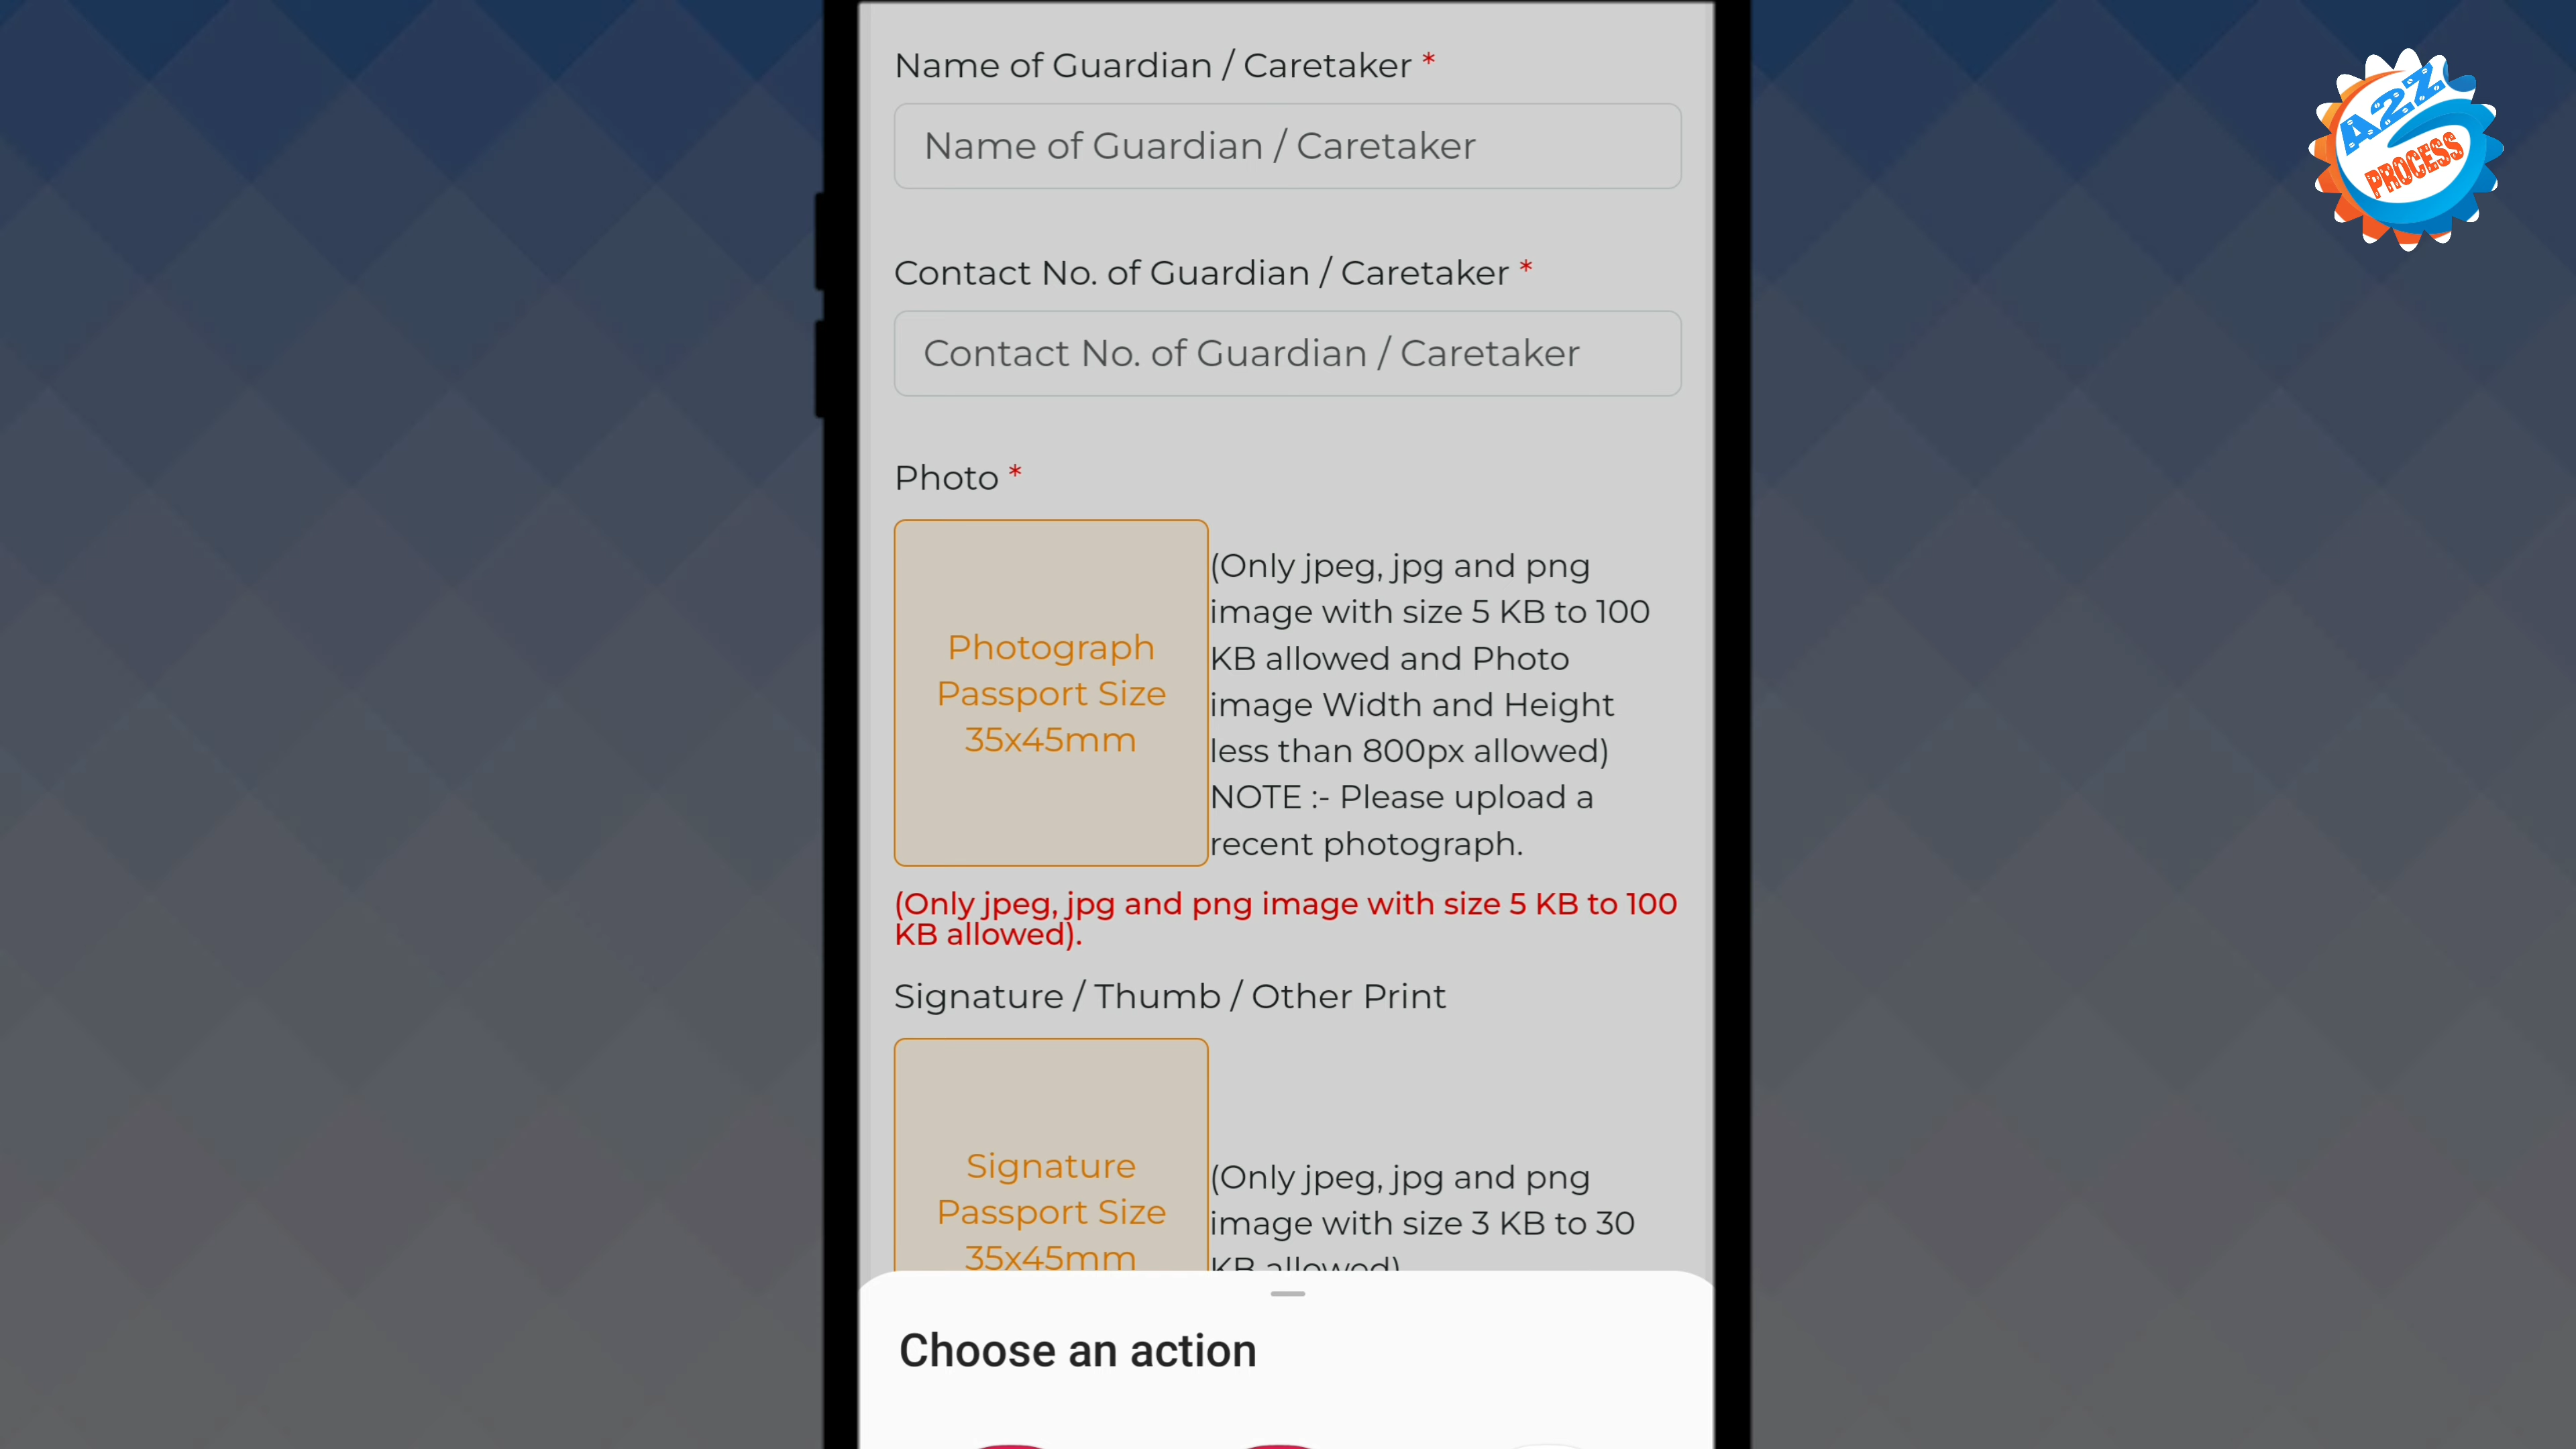 Name of Guardian / Caretaker *
Name of Guardian / Caretaker
Contact No. of Guardian / Caretaker *
Contact No. of Guardian / Caretaker
Photo *
Photograph
Passport Size
35x45mm
(Only jpeg, jpg and png
image with size 5 KB to 100
KB allowed and Photo
image Width and Height
less than 800px allowed)
NOTE :- Please upload a
recent photograph.
(Only jpeg, jpg and png image with size 5 KB to 100
KB allowed).
Signature / Thumb / Other Print
Signature
Passport Size
35x45mm
(Only jpeg, jpg and png
image with size 3 KB to 30
KB allowed)
Choose an action
A2Z
PROCESS